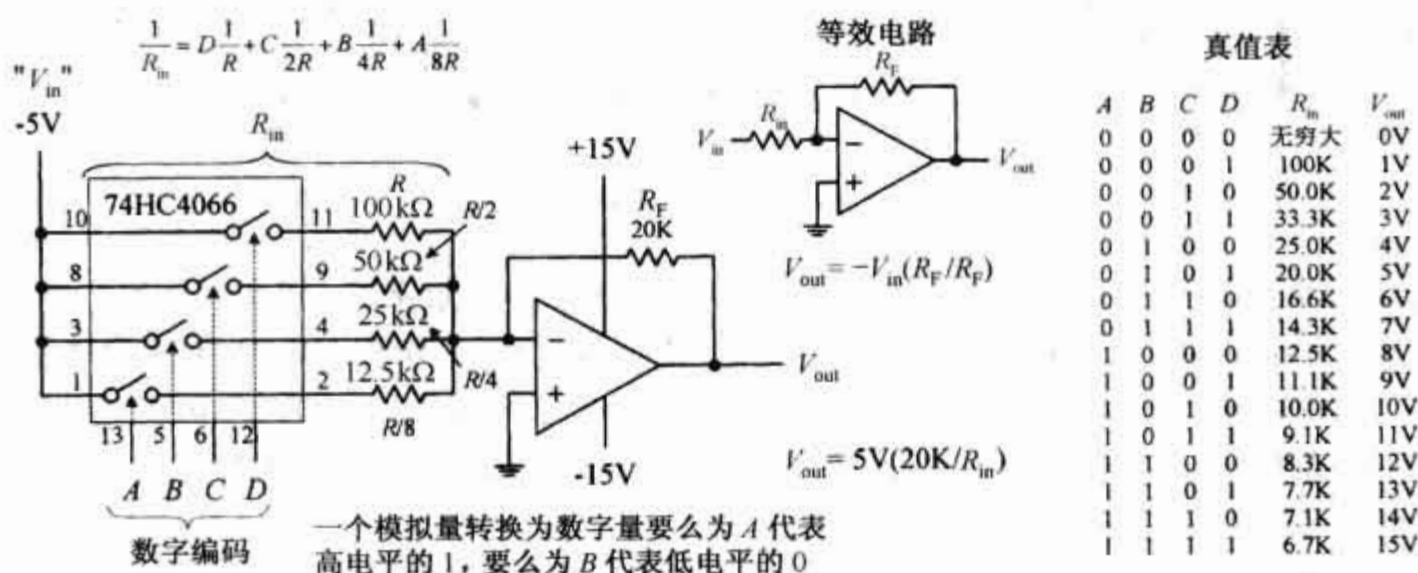 1/R_in = D 1/R + C 1/2R + B 1/4R + A 1/8R
"V_in"
-5V
R_in
74HC4066
10
11
R
100kΩ
R/2
8
9
50kΩ
3
4
25kΩ
R/4
1
2
12.5kΩ
R/8
13
5
6
12
A B C D
数字编码
+15V
R_F
20K
−
+
-15V
V_out
一个模拟量转换为数字量要么为 A 代表
高电平的 1，要么为 B 代表低电平的 0
等效电路
R_F
V_in
R_in
−
+
V_out
V_out = −V_in(R_F/R_F)
V_out = 5V(20K/R_in)
真值表
A B C D R_in V_out
0 0 0 0 无穷大 0V
0 0 0 1 100K 1V
0 0 1 0 50.0K 2V
0 0 1 1 33.3K 3V
0 1 0 0 25.0K 4V
0 1 0 1 20.0K 5V
0 1 1 0 16.6K 6V
0 1 1 1 14.3K 7V
1 0 0 0 12.5K 8V
1 0 0 1 11.1K 9V
1 0 1 0 10.0K 10V
1 0 1 1 9.1K 11V
1 1 0 0 8.3K 12V
1 1 0 1 7.7K 13V
1 1 1 0 7.1K 14V
1 1 1 1 6.7K 15V